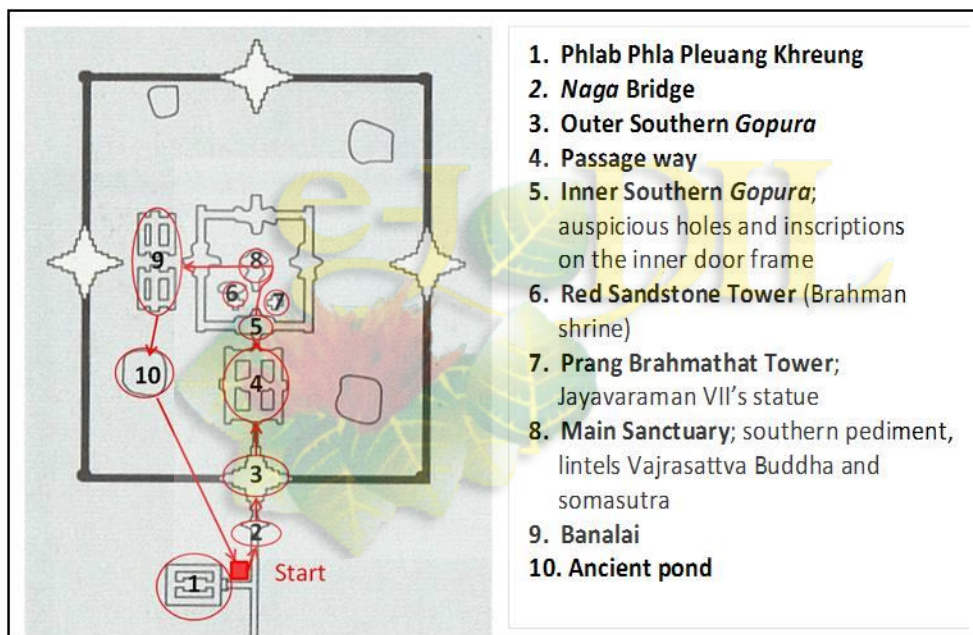 1. Phlab Phla Pleuang Khreung
2. Naga Bridge
3. Outer Southern Gopura
4. Passage way
5. Inner Southern Gopura;
auspicious holes and inscriptions
on the inner door frame
6. Red Sandstone Tower (Brahman
shrine)
7. Prang Brahmathat Tower;
Jayavaraman VII's statue
8. Main Sanctuary; southern pediment,
lintels Vajrasattva Buddha and
somasutra
9. Banalai
10. Ancient pond
8
9
6
7
5
10
4
3
2
Start
1
e-JODIL